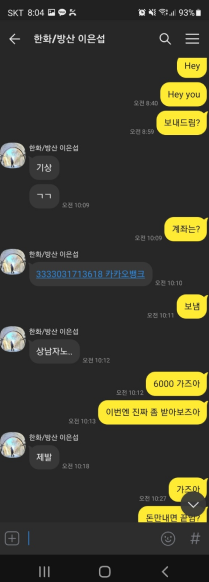 SKT 8:04 93%
한화/방산 이은섭
Hey
Hey you
오전 8:40
보내드림?
오전 8:59
한화/방산 이은섭
기상
ㄱㄱ
오전 10:09
계좌는?
오전 10:09
한화/방산 이은섭
3333031713618 카카오뱅크
오전 10:10
보냄
오전 10:11
한화/방산 이은섭
상남자노..
오전 10:12
6000 가즈아
오전 10:12
이번엔 진짜 좀 받아보즈아
오전 10:13
한화/방산 이은섭
제발
오전 10:18
가즈아
오전 10:27
돈만내면 끝임?
#